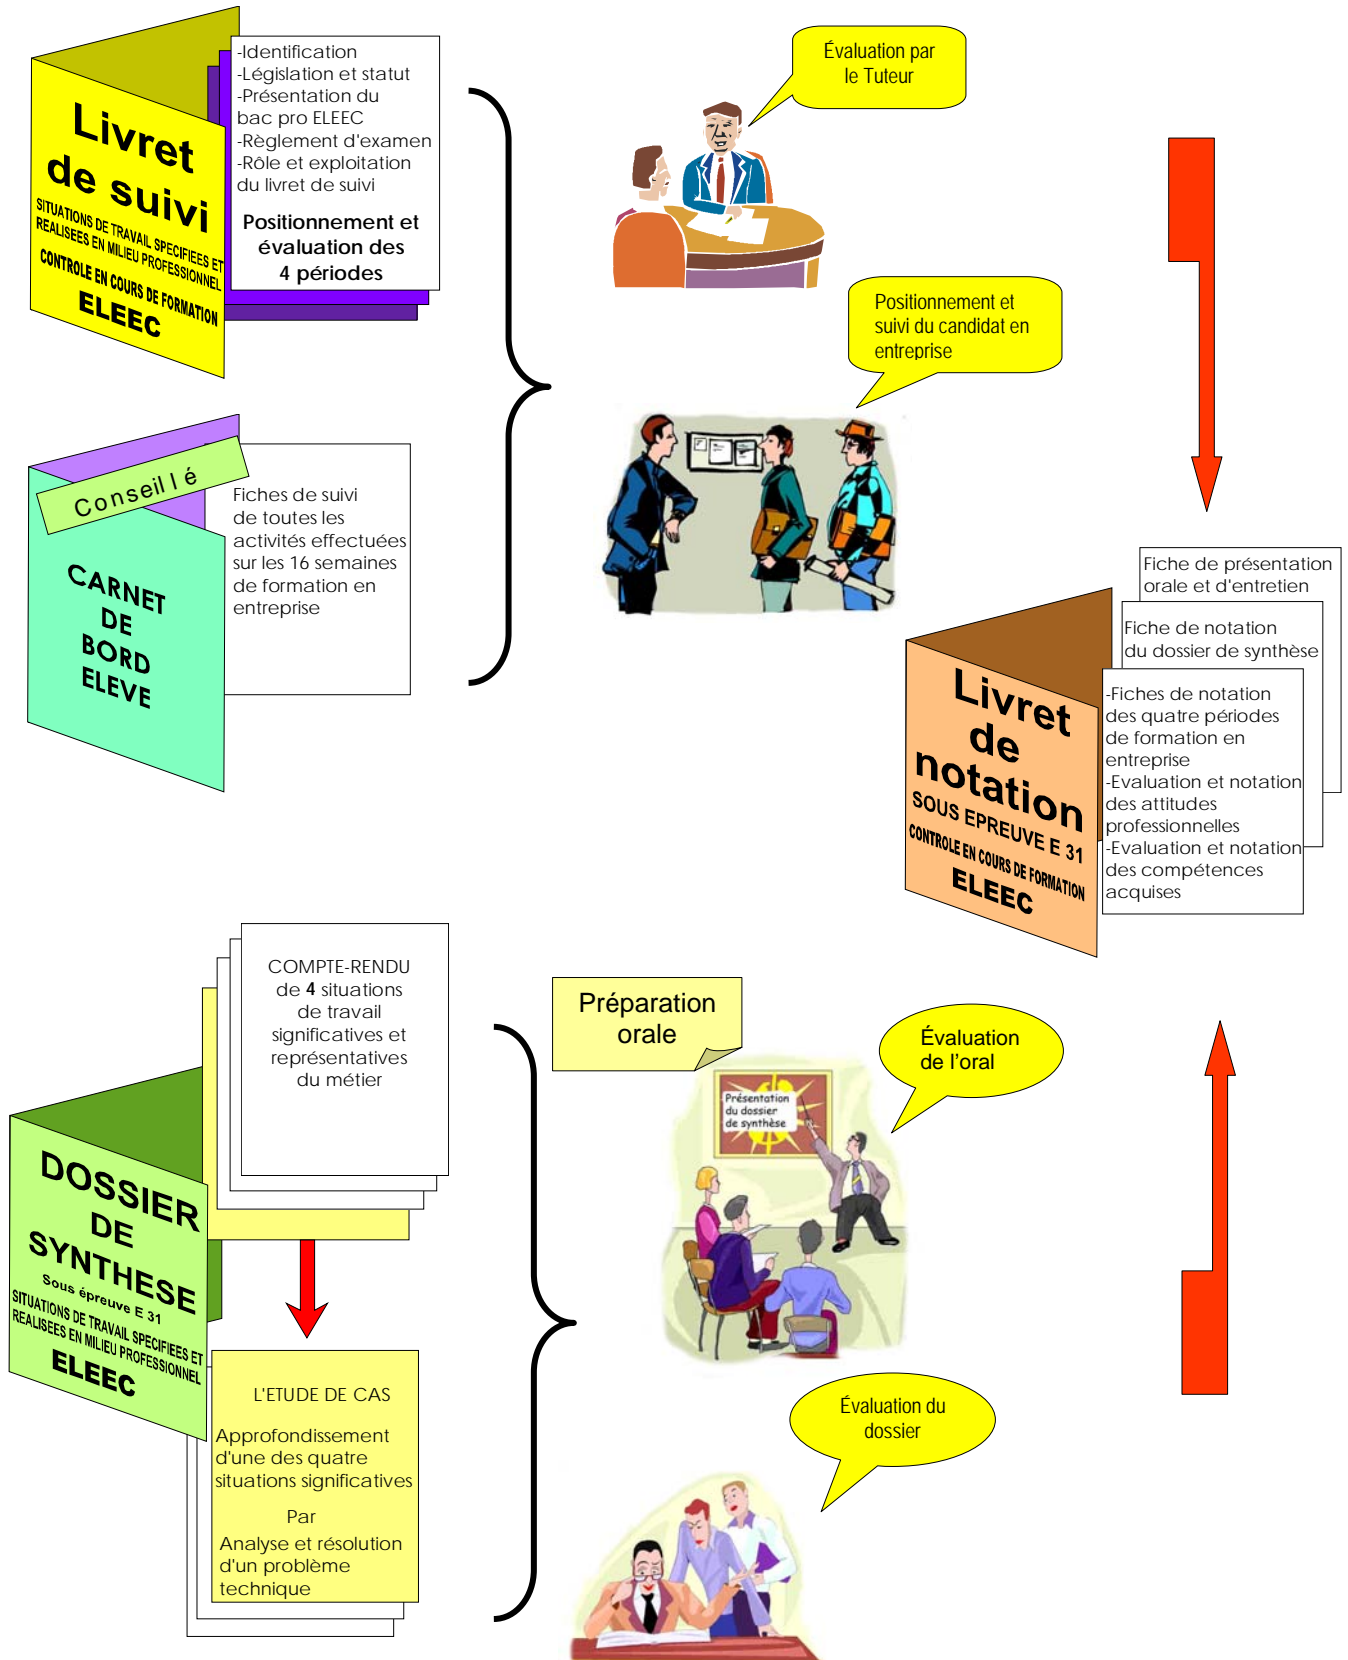 Livret
de suivi
SITUATIONS DE TRAVAIL SPECIFIEES ET
REALISEES EN MILIEU PROFESSIONNEL
CONTROLE EN COURS DE FORMATION
ELEEC
-Identification
-Législation et statut
-Présentation du
bac pro ELEEC
-Règlement d'examen
-Rôle et exploitation
du livret de suivi
Positionnement et
évaluation des
4 périodes
Évaluation par
le Tuteur
Positionnement et
suivi du candidat en
entreprise
Conseillé
CARNET
DE
BORD
ELEVE
Fiches de suivi
de toutes les
activités effectuées
sur les 16 semaines
de formation en
entreprise
Livret
de
notation
SOUS EPREUVE E 31
CONTROLE EN COURS DE FORMATION
ELEEC
Fiche de présentation
orale et d'entretien
Fiche de notation
du dossier de synthèse
-Fiches de notation
des quatre périodes
de formation en
entreprise
-Evaluation et notation
des attitudes
professionnelles
-Evaluation et notation
des compétences
acquises
DOSSIER
DE
SYNTHESE
Sous épreuve E 31
SITUATIONS DE TRAVAIL SPECIFIEES ET
REALISEES EN MILIEU PROFESSIONNEL
ELEEC
COMPTE-RENDU
de 4 situations
de travail
significatives et
représentatives
du métier
L'ETUDE DE CAS
Approfondissement
d'une des quatre
situations significatives
Par
Analyse et résolution
d'un problème
technique
Préparation
orale
Évaluation
de l'oral
Présentation
du dossier
de synthèse
Évaluation du
dossier